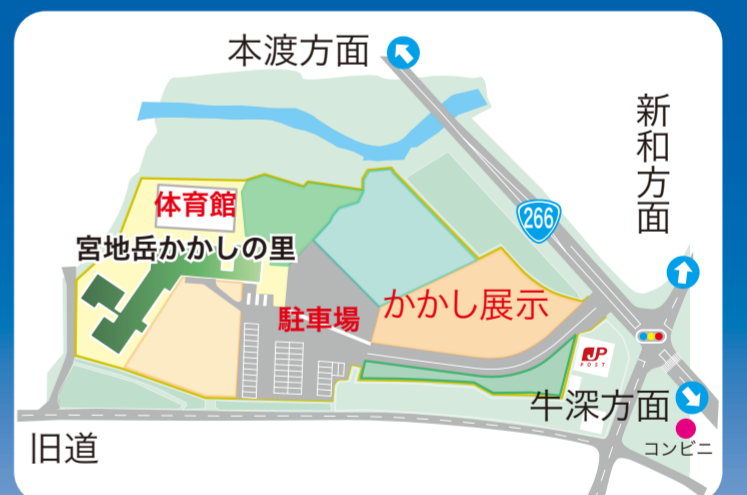 本渡方面
新和方面
266
体育館
宮地岳かかしの里
かかし展示
駐車場
JP
POST
牛深方面
コンビニ
旧道